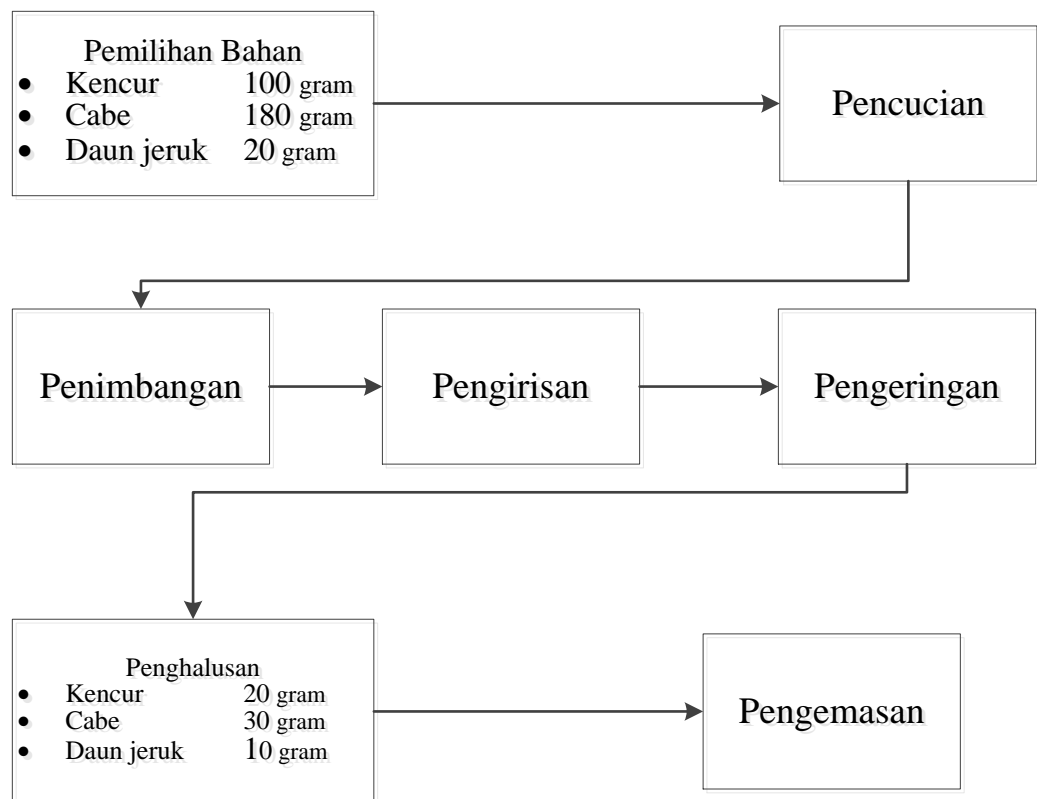 Pemilihan Bahan
• Kencur 100 gram
• Cabe 180 gram
• Daun jeruk 20 gram
Pencucian
Penimbangan
Pengirisan
Pengeringan
Penghalusan
• Kencur 20 gram
• Cabe 30 gram
• Daun jeruk 10 gram
Pengemasan